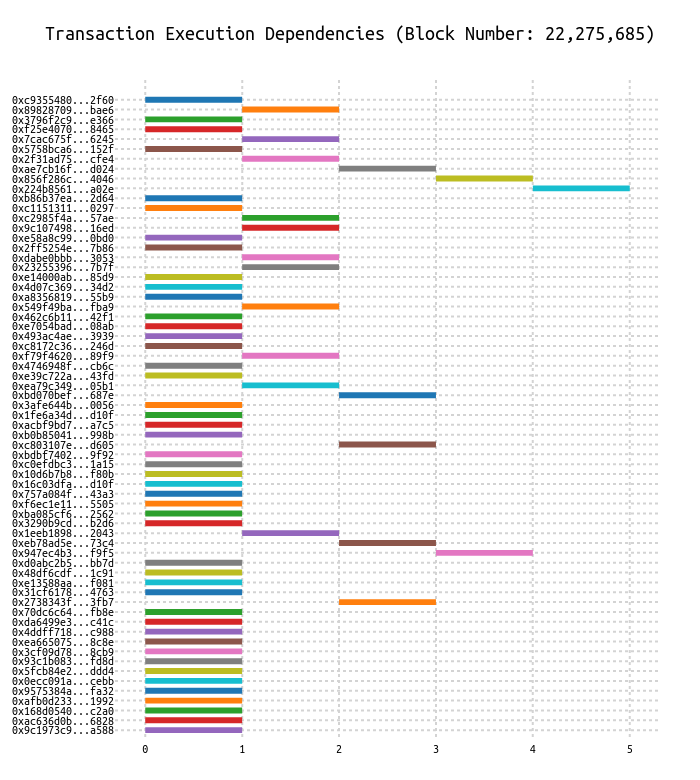 Transaction Execution Dependencies (Block Number: 22,275,685)
0xc9355480...2f60
0x89828709...bae6
0x3796f2c9...e366
0xf25e4070...8465
0x7cac675f...6245
0x5758bca6...152f
0x2f31ad75...cfe4
0xae7cb16f...d024
0x856f286c...4046
0x224b8561...a02e
0xb86b37ea...2d64
0xc1151311...0297
0xc2985f4a...57ae
0x9c107498...16ed
0xe58a8c99...0bd0
0x2ff5254e...7b86
0xdabe0bbb...3053
0x23255396...7b7f
0xe14000ab...85d9
0x4d07c369...34d2
0xa8356819...55b9
0x549f49ba...fba9
0x462c6b11...42f1
0xe7054bad...08ab
0x493ac4ae...3939
0xc8172c36...246d
0xf79f4620...89f9
0x4746948f...cb6c
0xe39c722a...43fd
0xea79c349...05b1
0xbd070bef...687e
0x3afe644b...0056
0x1fe6a34d...d10f
0xacbf9bd7...a7c5
0xb0b85041...998b
0xc803107e...d605
0xbdbf7402...9f92
0xc0efdbc3...1a15
0x10d6b7b8...f80b
0x16c03dfa...d10f
0x757a084f...43a3
0xf6ec1e11...5505
0xba085cf6...2562
0x3290b9cd...b2d6
0x1eeb1898...2043
0xeb78ad5e...73c4
0x947ec4b3...f9f5
0xd0abc2b5...bb7d
0x48df6cdf...1c91
0xe13588aa...f081
0x31cf6178...4763
0x2738343f...3fb7
0x70dc6c64...fb8e
0xda6499e3...c41c
0x4ddff718...c988
0xea665075...8c8e
0x3cf09d78...8cb9
0x93c1b083...fd8d
0x5fcb84e2...ddd4
0x0ecc091a...cebb
0x9575384a...fa32
0xafb0d233...1992
0x168d0540...c2a0
0xac636d0b...6828
0x9c1973c9...a588
0 1 2 3 4 5